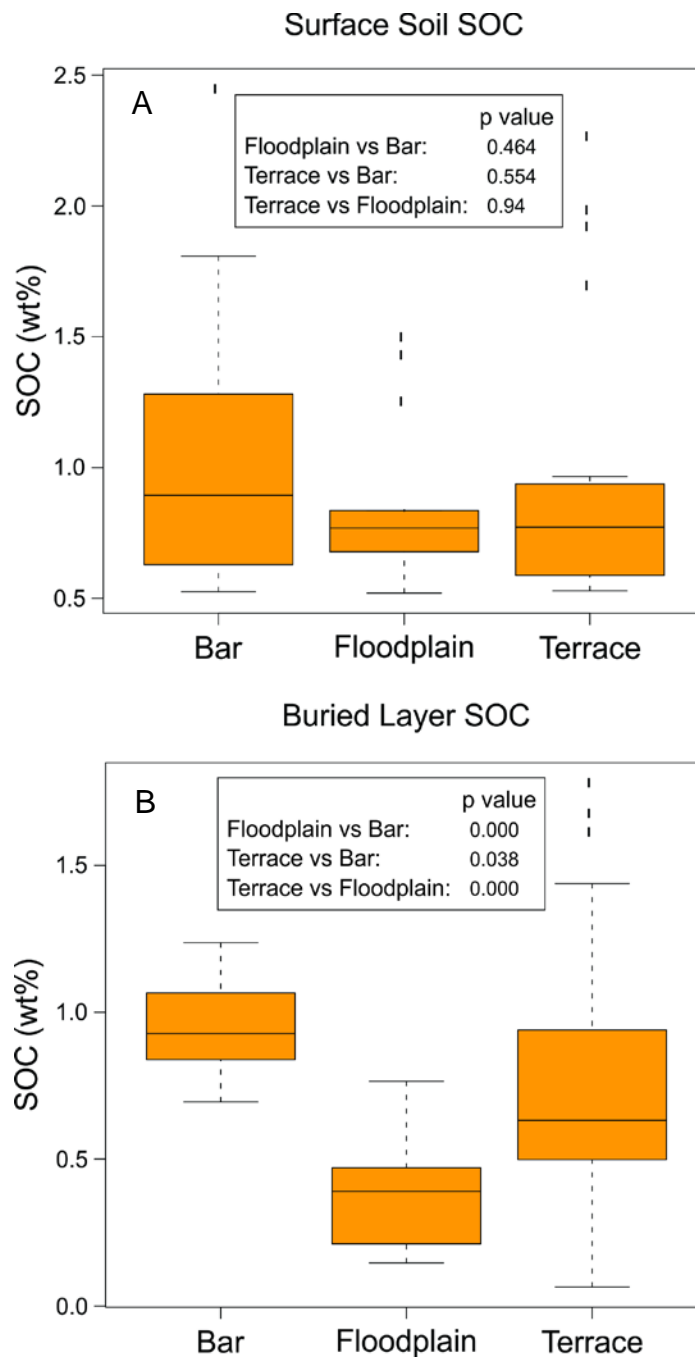 Surface Soil SOC
A
p value
Floodplain vs Bar: 0.464
Terrace vs Bar: 0.554
Terrace vs Floodplain: 0.94
2.5
2.0
1.5
1.0
0.5
SOC (wt%)
Bar Floodplain Terrace
Buried Layer SOC
B
p value
Floodplain vs Bar: 0.000
Terrace vs Bar: 0.038
Terrace vs Floodplain: 0.000
1.5
1.0
0.5
0.0
SOC (wt%)
Bar Floodplain Terrace